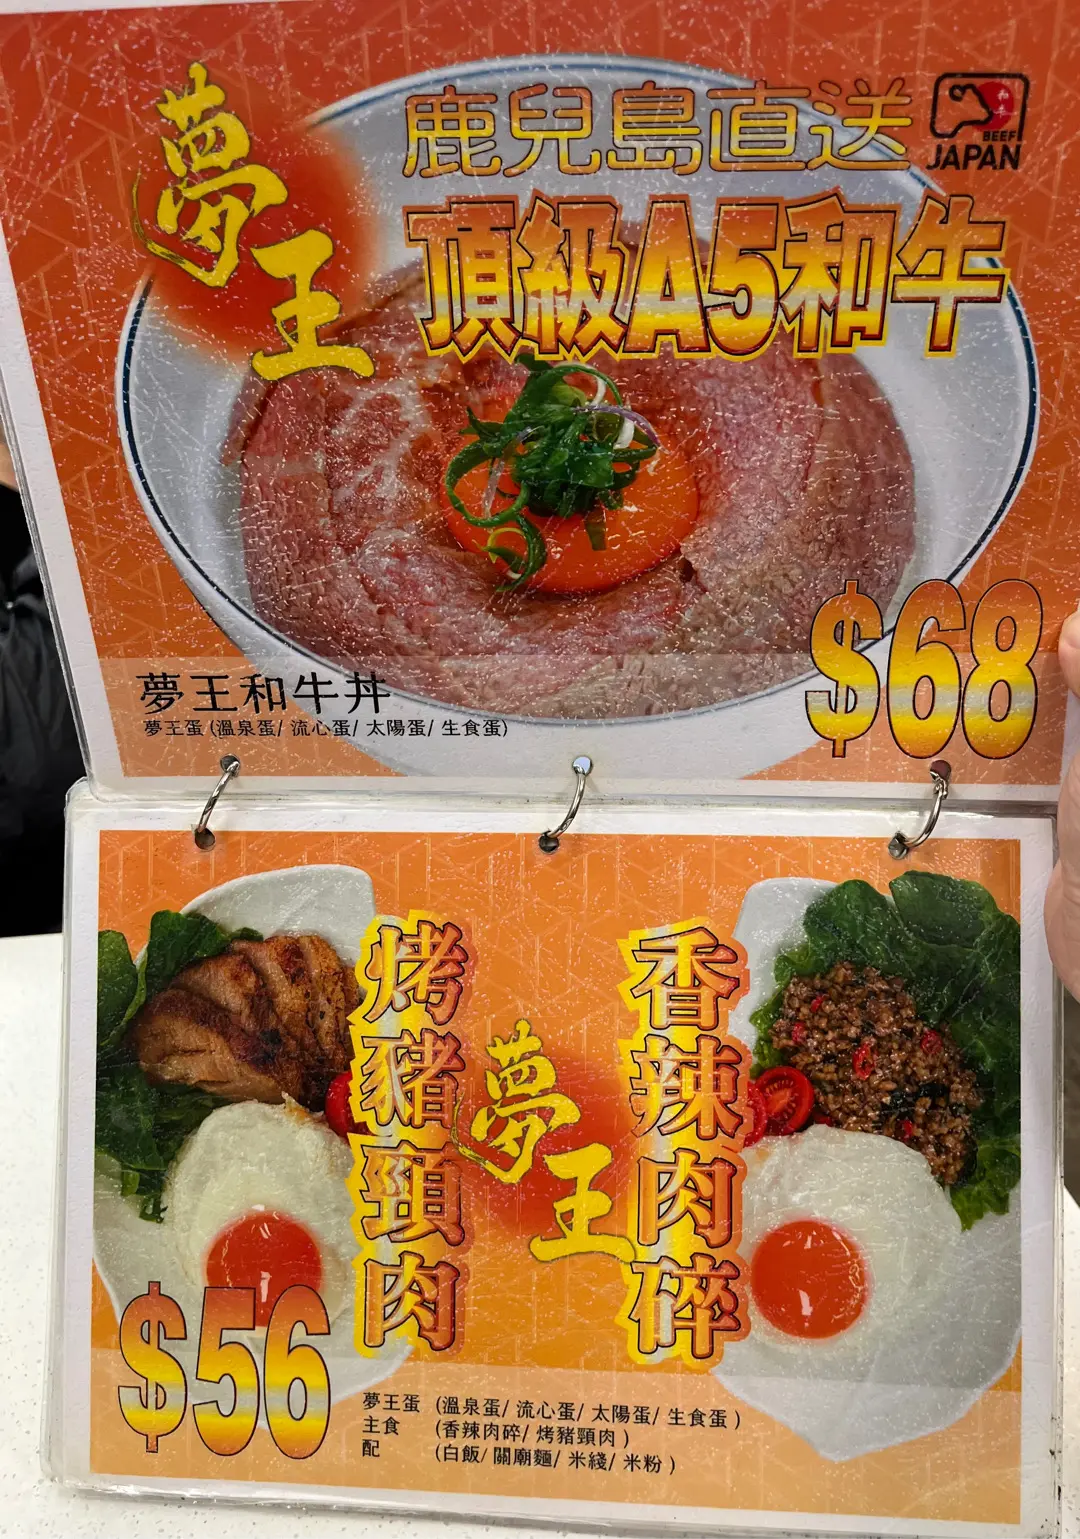 夢王
鹿兒島直送
BEEF
JAPAN
頂級A5和牛
$68
夢王和牛丼
夢王蛋 (溫泉蛋/ 流心蛋/ 太陽蛋/ 生食蛋)
烤豬頸肉
夢王
香辣肉碎
$56
夢王蛋 (溫泉蛋/ 流心蛋/ 太陽蛋/ 生食蛋 )
主食 (香辣肉碎/ 烤豬頸肉 )
配 (白飯/ 關廟麵/ 米綫/ 米粉 )